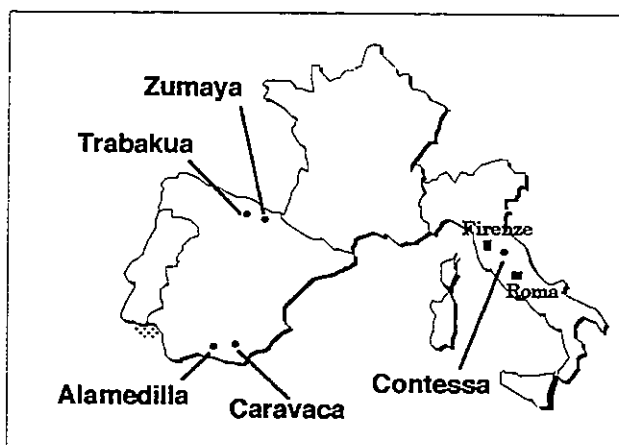 Zumaya
Trabakua
Firenze
Roma
Alamedilla
Caravaca
Contessa